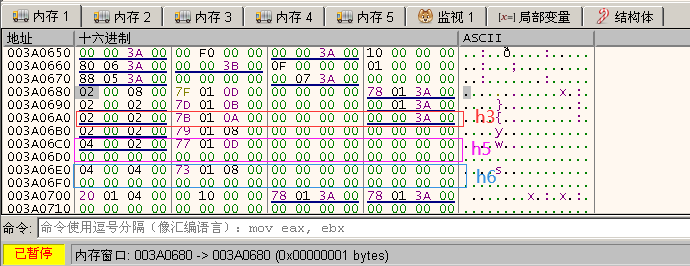 内存 1 内存 2 内存 3 内存 4 内存 5 监视 1 [x=] 局部变量 结构体
地址 十六进制 ASCII
003A0650 00 00 3A 00 00 F0 00 00 00 00 3A 00 10 00 00 00 ..:..ð....:.....
003A0660 80 06 3A 00 00 00 3B 00 0F 00 00 00 01 00 00 00 ..:...;.........
003A0670 88 05 3A 00 00 00 00 00 00 07 3A 00 00 00 00 00 ..:.......:.....
003A0680 02 00 08 00 7F 01 0D 00 00 00 00 00 78 01 3A 00 ............x.:.
003A0690 02 00 02 00 7D 01 0B 00 00 00 00 00 00 00 3A 00 ....}.........:.
003A06A0 02 00 02 00 7B 01 0A 00 00 00 00 00 00 00 3A 00 ....{.........:. h3
003A06B0 02 00 02 00 79 01 08 00 00 00 00 00 00 00 00 00 ....y...........
003A06C0 04 00 02 00 77 01 0D 00 00 00 00 00 00 00 00 00 ....w........... h5
003A06D0 00 00 00 00 00 00 00 00 00 00 00 00 00 00 00 00 ................
003A06E0 04 00 04 00 73 01 08 00 00 00 00 00 00 00 00 00 ....s........... h6
003A06F0 00 00 00 00 00 00 00 00 00 00 00 00 00 00 00 00 ................
003A0700 20 01 04 00 00 10 00 00 78 01 3A 00 78 01 3A 00  .......x.:.x.:.
003A0710 00 00 00 00 00 00 00 00 00 00 00 00 00 00 00 00 ................
命令: 命令使用逗号分隔（像汇编语言）: mov eax, ebx
已暂停 内存窗口: 003A0680 -> 003A0680 (0x00000001 bytes)